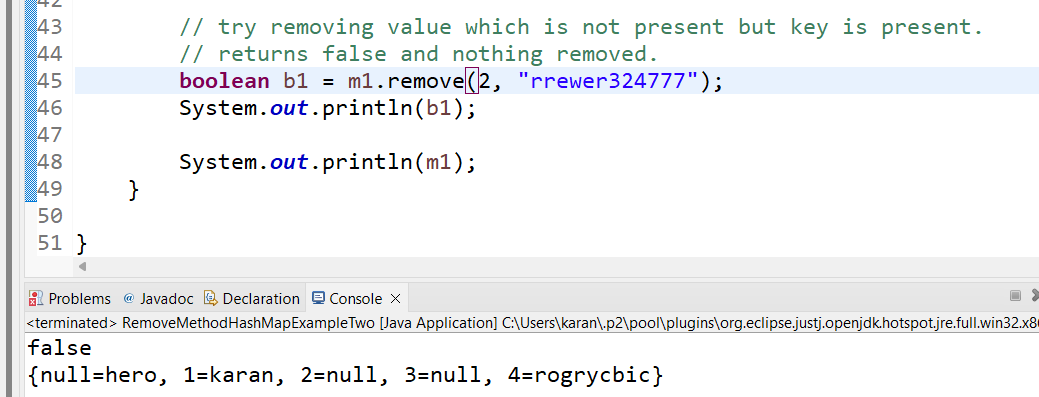 42
43 // try removing value which is not present but key is present.
44 // returns false and nothing removed.
45 boolean b1 = m1.remove(2, "rrewer324777");
46 System.out.println(b1);
47
48 System.out.println(m1);
49 }
50
51 }
Problems @ Javadoc Declaration Console
<terminated> RemoveMethodHashMapExampleTwo [Java Application] C:\Users\karan\.p2\pool\plugins\org.eclipse.justj.openjdk.hotspot.jre.full.win32.x86
false
{null=hero, 1=karan, 2=null, 3=null, 4=rogrycbic}